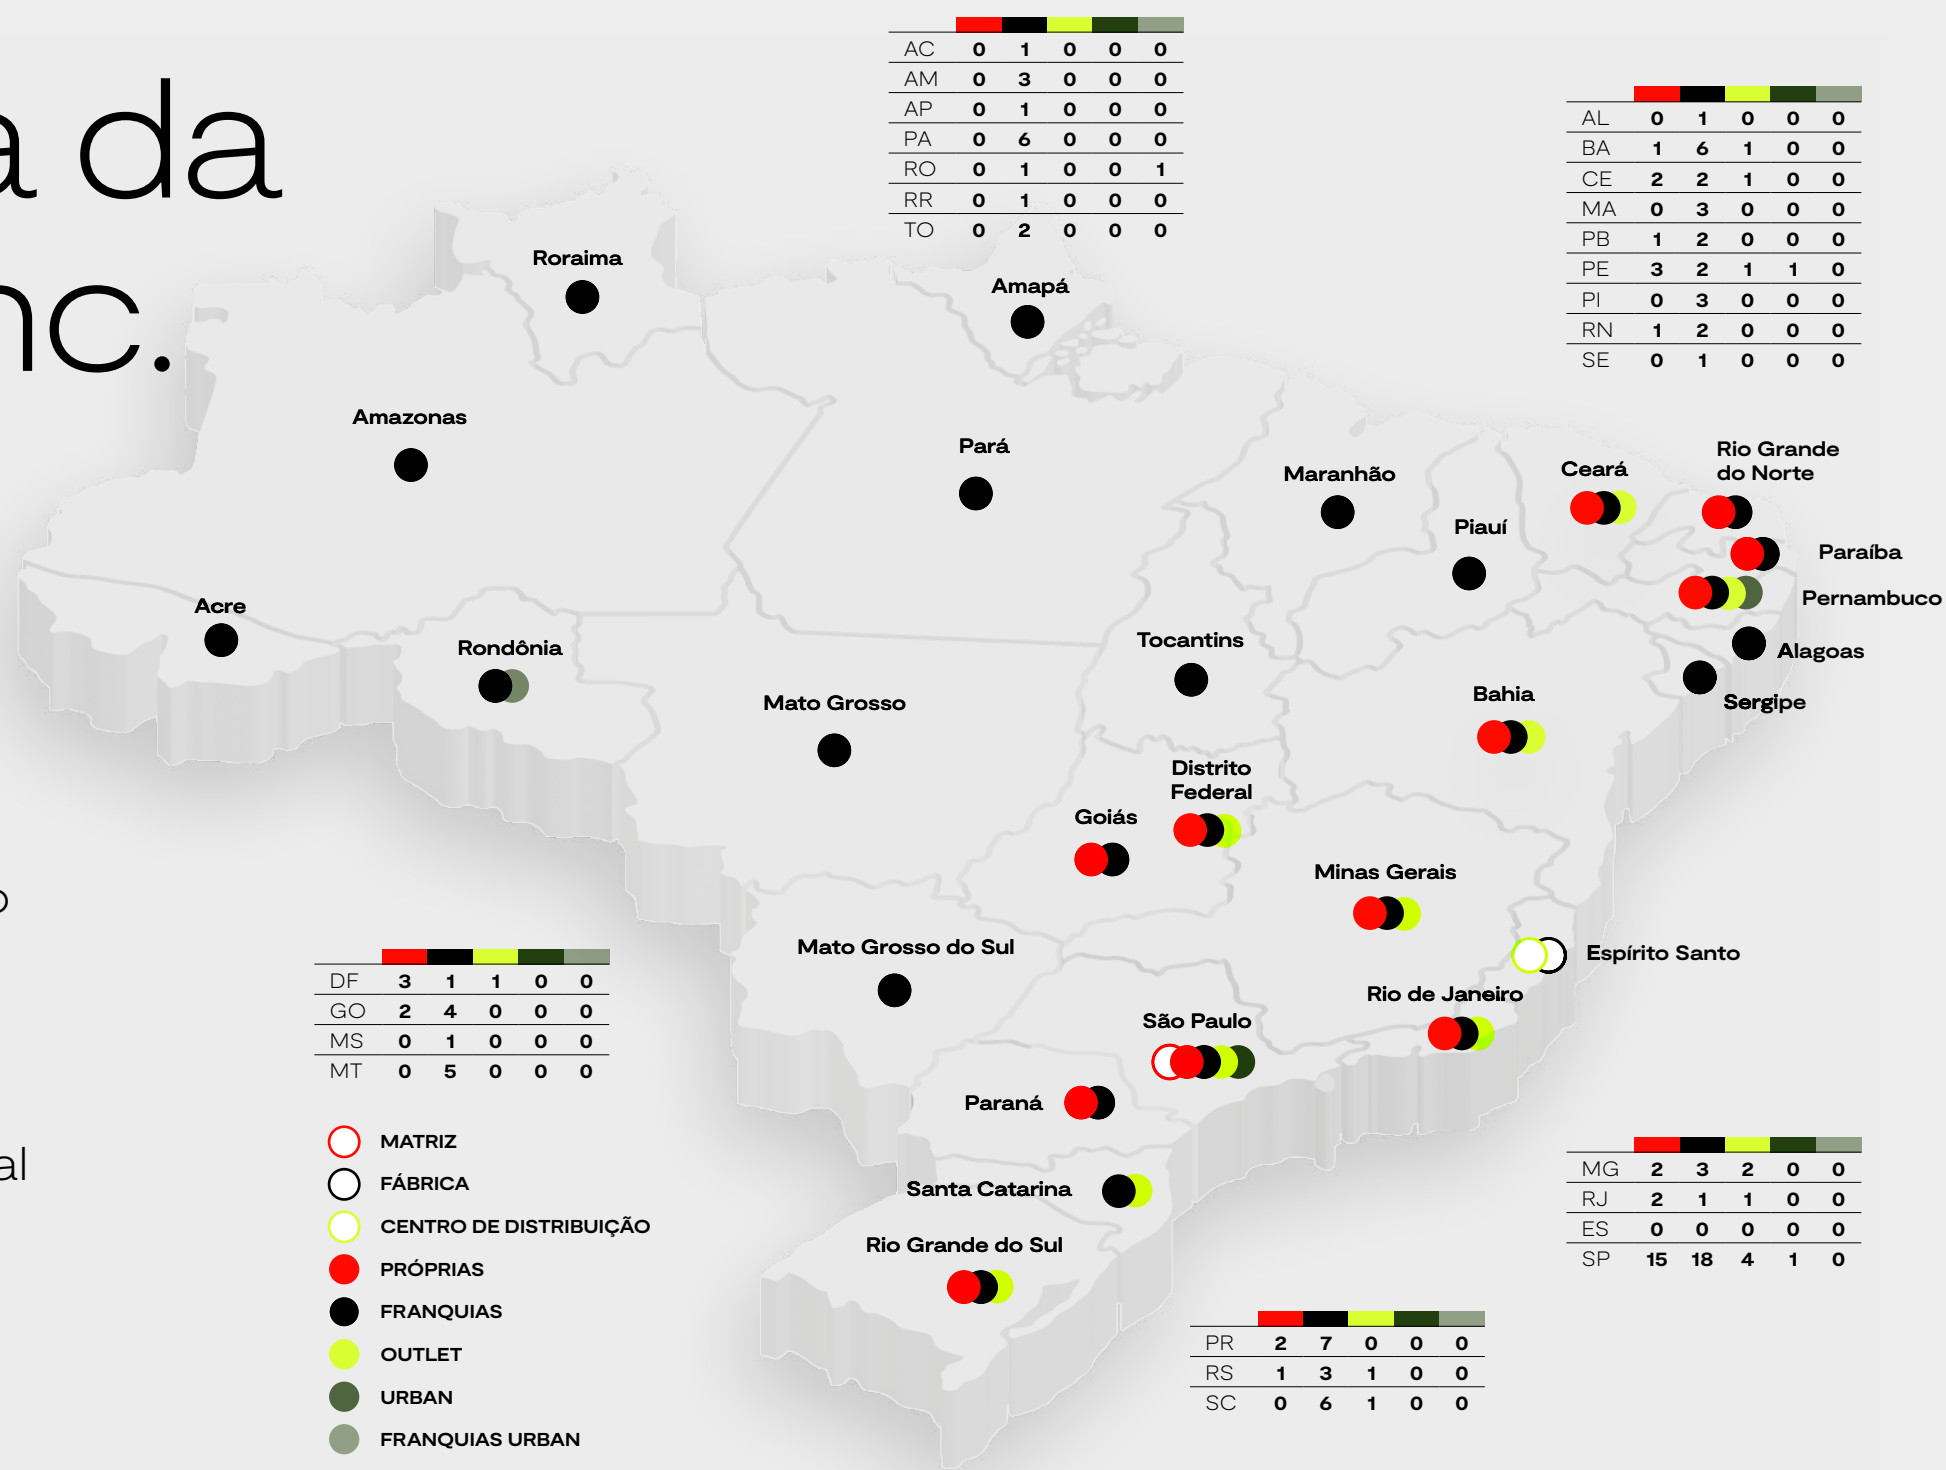 a da
nc.
o
al
AC 0 1 0 0 0
AM 0 3 0 0 0
AP 0 1 0 0 0
PA 0 6 0 0 0
RO 0 1 0 0 1
RR 0 1 0 0 0
TO 0 2 0 0 0
AL 0 1 0 0 0
BA 1 6 1 0 0
CE 2 2 1 0 0
MA 0 3 0 0 0
PB 1 2 0 0 0
PE 3 2 1 1 0
PI 0 3 0 0 0
RN 1 2 0 0 0
SE 0 1 0 0 0
Roraima
Amapá
Amazonas
Pará
Maranhão
Piauí
Ceará
Rio Grande
do Norte
Paraíba
Pernambuco
Alagoas
Sergipe
Acre
Rondônia
Tocantins
Mato Grosso
Bahia
Distrito
Federal
Goiás
Minas Gerais
Mato Grosso do Sul
Espírito Santo
Rio de Janeiro
São Paulo
Paraná
Santa Catarina
Rio Grande do Sul
DF 3 1 1 0 0
GO 2 4 0 0 0
MS 0 1 0 0 0
MT 0 5 0 0 0
MATRIZ
FÁBRICA
CENTRO DE DISTRIBUIÇÃO
PRÓPRIAS
FRANQUIAS
OUTLET
URBAN
FRANQUIAS URBAN
MG 2 3 2 0 0
RJ 2 1 1 0 0
ES 0 0 0 0 0
SP 15 18 4 1 0
PR 2 7 0 0 0
RS 1 3 1 0 0
SC 0 6 1 0 0